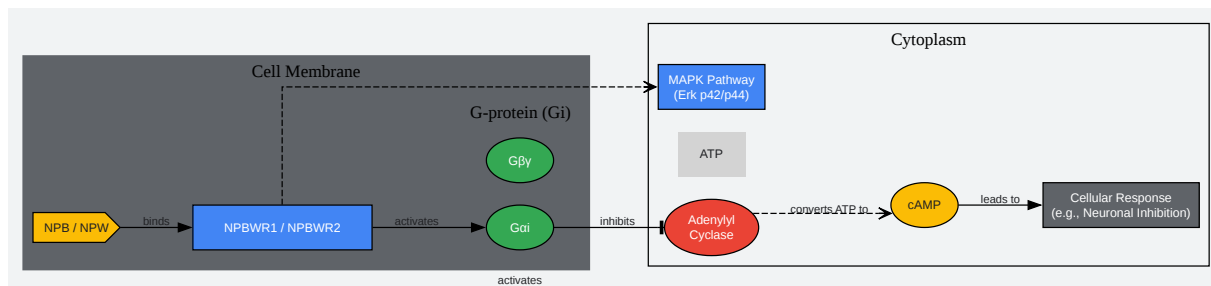 Cytoplasm
Cell Membrane
MAPK Pathway
(Erk p42/p44)
G-protein (Gi)
Gβγ
ATP
NPB / NPW
binds
NPBWR1 / NPBWR2
activates
Gαi
inhibits
Adenylyl
Cyclase
converts ATP to
cAMP
leads to
Cellular Response
(e.g., Neuronal Inhibition)
activates